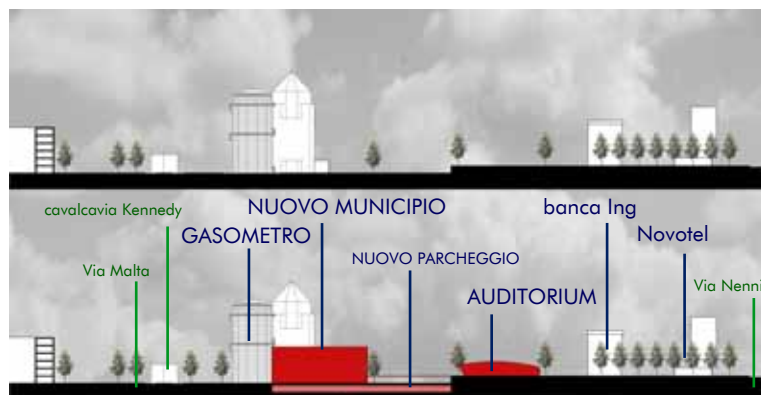 cavalcavia Kennedy
NUOVO MUNICIPIO
banca Ing
GASOMETRO
Novotel
NUOVO PARCHEGGIO
Via Malta
Via Nenni
AUDITORIUM